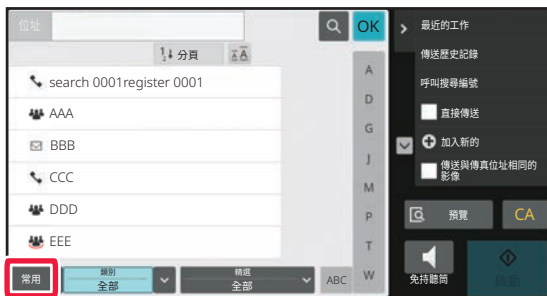 位址
OK
1↓ 分頁
A
search 0001register 0001
AAA
BBB
CCC
DDD
EEE
A
D
G
J
M
P
T
W
常用
類別
全部
精選
全部
ABC
最近的工作
傳送歷史記錄
呼叫搜尋編號
直接傳送
加入新的
傳送與傳真位址相同的
影像
預覽
CA
免持聽筒
啟動